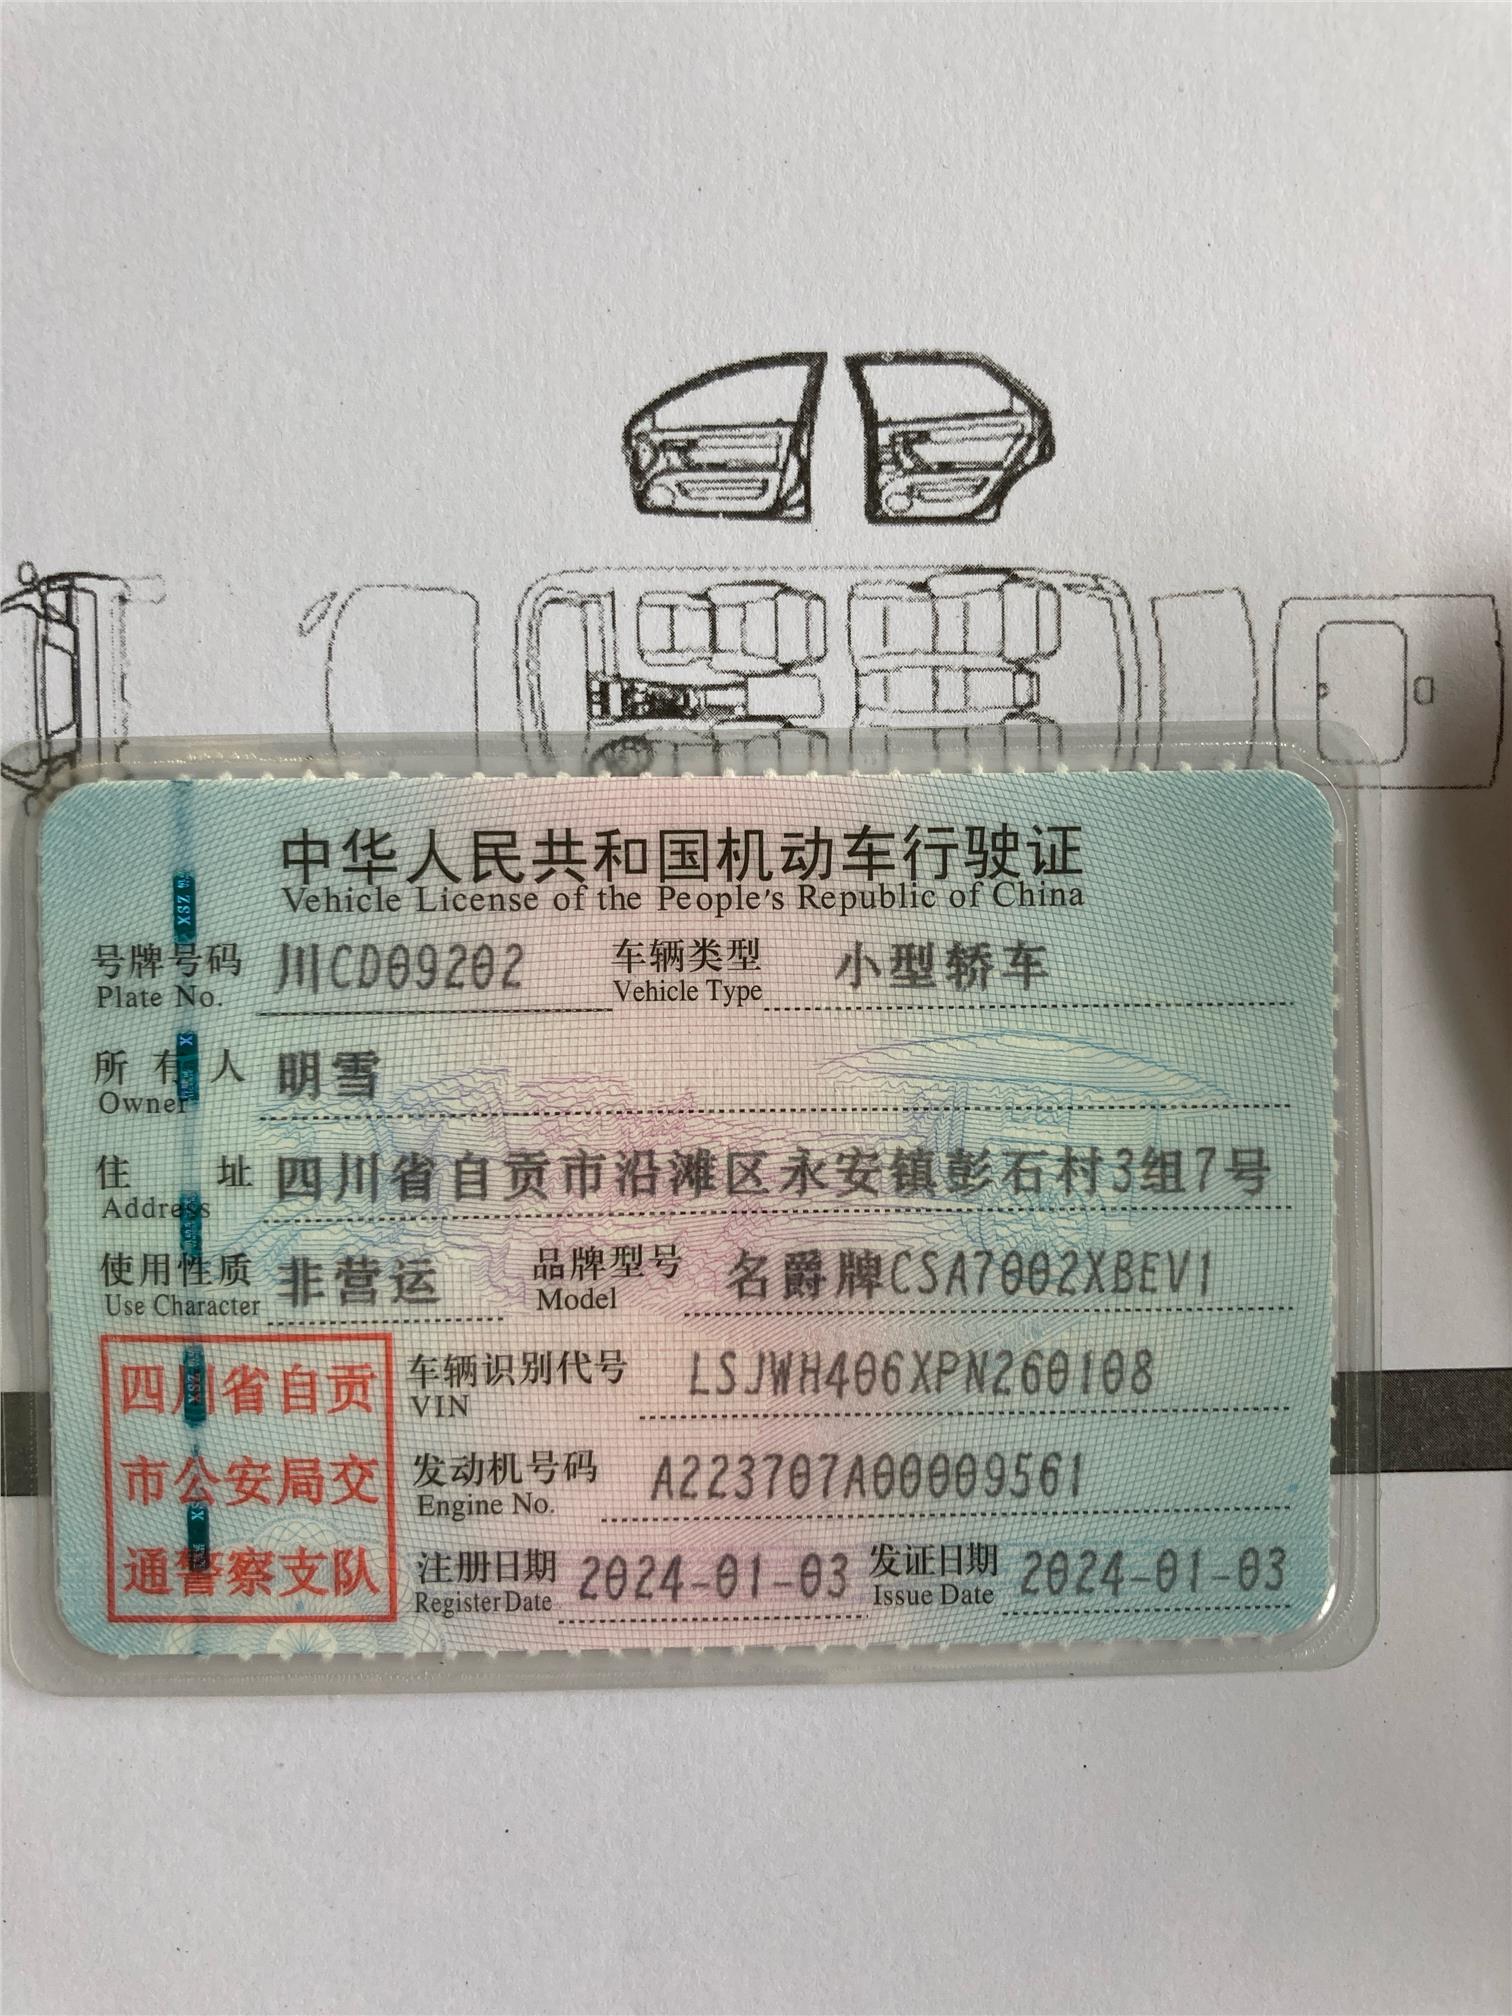 中华人民共和国机动车行驶证
Vehicle License of the People's Republic of China
号牌号码 川CD09202 车辆类型 小型轿车
Plate No. Vehicle Type
所有人 明雪
Owner
住址 四川省自贡市沿滩区永安镇彭石村3组7号
Address
使用性质 非营运 品牌型号 名爵牌CSA7002XBEV1
Use Character Model
四川省自贡
市公安局交
通警察支队
车辆识别代号 LSJWH406XPN260108
VIN
发动机号码 A223707A00009561
Engine No.
注册日期 2024-01-03 发证日期 2024-01-03
Register Date Issue Date